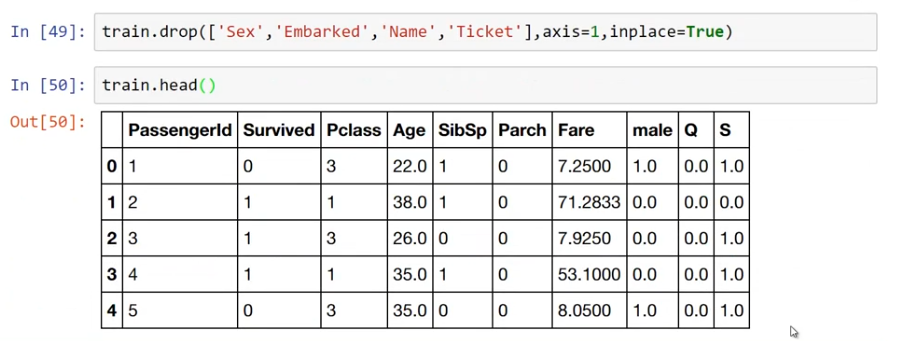 In [49]: train.drop(['Sex','Embarked','Name','Ticket'],axis=1,inplace=True)
In [50]: train.head()
Out[50]:
PassengerId Survived Pclass Age SibSp Parch Fare male Q S
0 1 0 3 22.0 1 0 7.2500 1.0 0.0 1.0
1 2 1 1 38.0 1 0 71.2833 0.0 0.0 0.0
2 3 1 3 26.0 0 0 7.9250 0.0 0.0 1.0
3 4 1 1 35.0 1 0 53.1000 0.0 0.0 1.0
4 5 0 3 35.0 0 0 8.0500 1.0 0.0 1.0